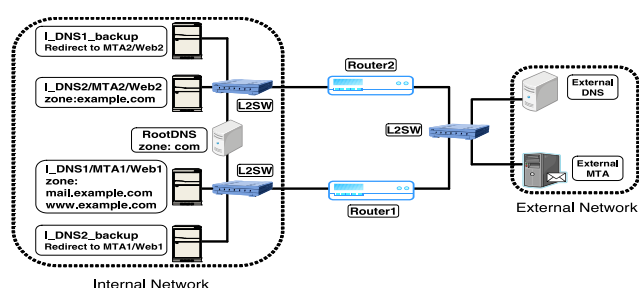 I_DNS1_backup
Redirect to MTA2/Web2
I_DNS2/MTA2/Web2
zone:example.com
L2SW
RootDNS
zone: com
I_DNS1/MTA1/Web1
zone:
mail.example.com
www.example.com
L2SW
I_DNS2_backup
Redirect to MTA1/Web1
Internal Network
Router2
Router1
L2SW
External
DNS
External
MTA
External Network